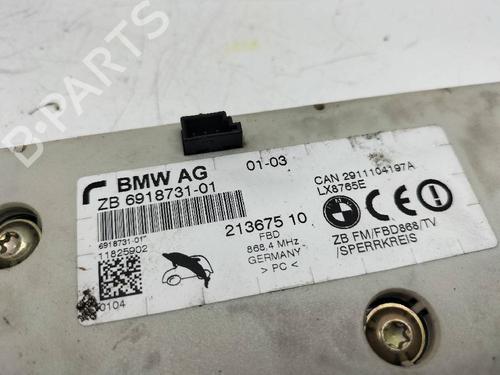 BMW AG
01-03
ZB 6918731-01
6918731-01
11825902
0104
213675 10
FBD
868,4 MHz
GERMANY
> PC <
CAN 2911104197A
LX8765E
ZB FM/FBD868/TV
/SPERRKREIS
B-PARTS